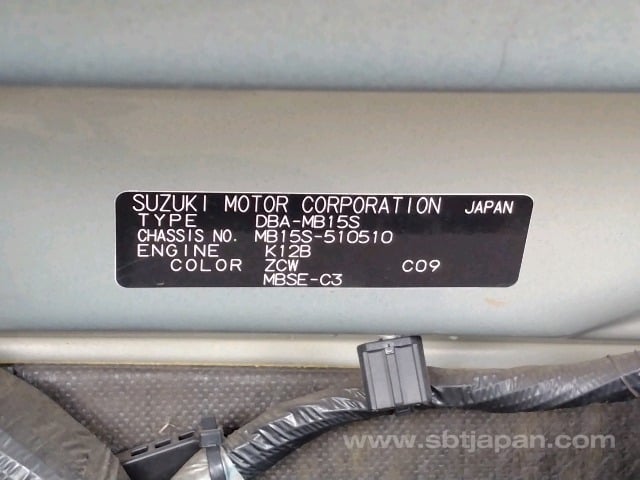 SUZUKI MOTOR CORPORATION JAPAN
TYPE DBA-MB15S
CHASSIS NO. MB15S-510510
ENGINE K12B
COLOR ZCW C09
MBSE-C3
www.sbtjapan.com